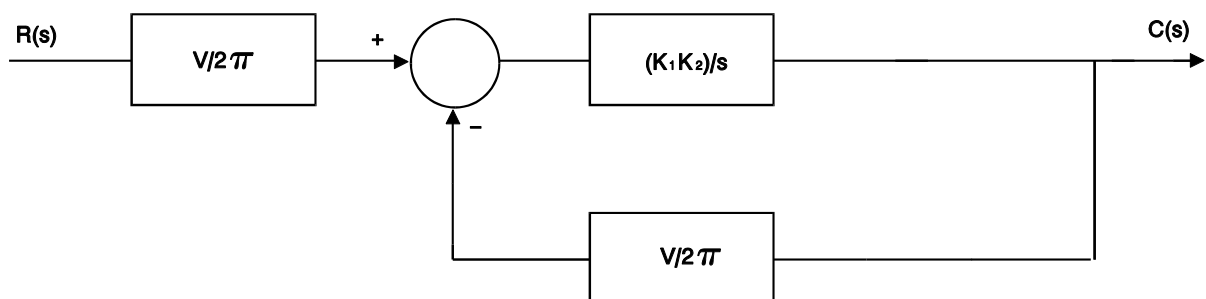 R(s)
V/2π
+
(K₁K₂)/s
C(s)
−
V/2π